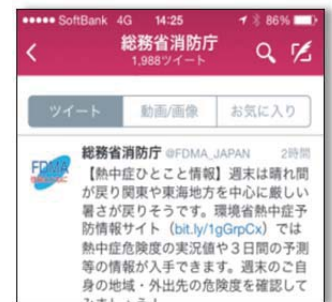 SoftBank 4G 14:25 86%
総務省消防庁
1,988ツイート
ツイート 動画/画像 お気に入り
総務省消防庁 @FDMA_JAPAN 2時間
FDMA
【熱中症ひとこと情報】週末は晴れ間
が戻り関東や東海地方を中心に厳しい
暑さが戻りそうです。環境省熱中症予
防情報サイト（bit.ly/1gGrpCx）では
熱中症危険度の実況値や３日間の予測
等の情報が入手できます。週末のご自
身の地域・外出先の危険度を確認して
みましょう！